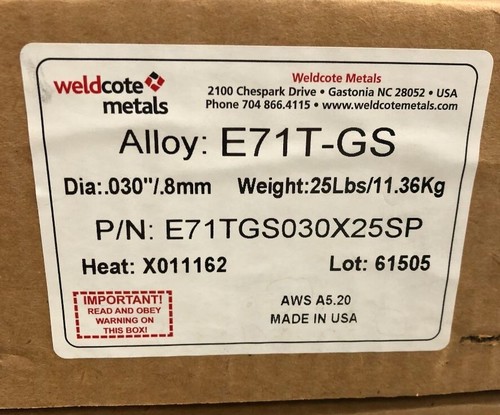 weldcote
metals
Weldcote Metals
2100 Chespark Drive • Gastonia NC 28052 • USA
Phone 704 866.4115 • www.weldcotemetals.com
Alloy: E71T-GS
Dia:.030"/.8mm Weight:25Lbs/11.36Kg
P/N: E71TGS030X25SP
Heat: X011162 Lot: 61505
IMPORTANT!
READ AND OBEY
WARNING ON
THIS BOX!
AWS A5.20
MADE IN USA